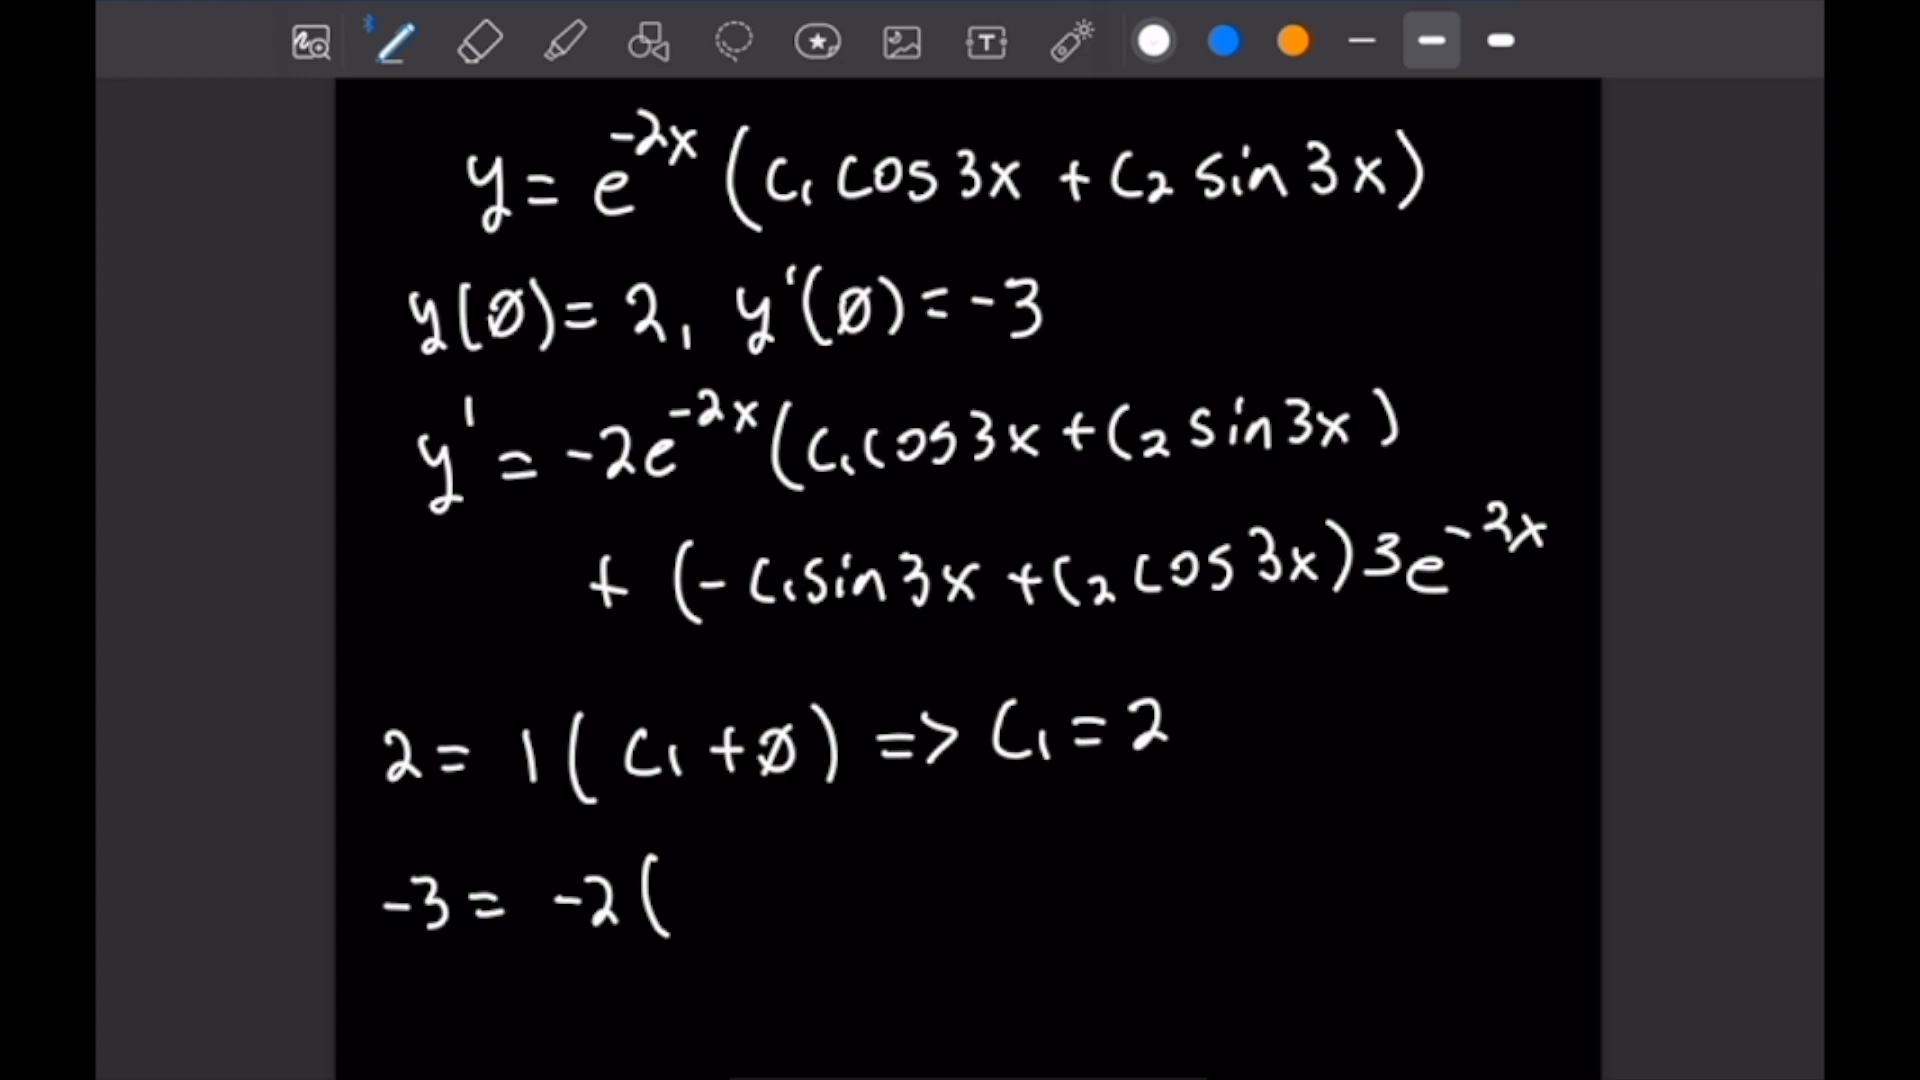 y = e^{-2x} (c₁ cos 3x + c₂ sin 3x)
y(∅) = 2, y'(∅) = -3
y' = -2e^{-2x} (c₁ cos 3x + c₂ sin 3x)
+ (-c₁ sin 3x + c₂ cos 3x) 3e^{-2x}
2 = 1 (c₁ + ∅) => c₁ = 2
-3 = -2 (